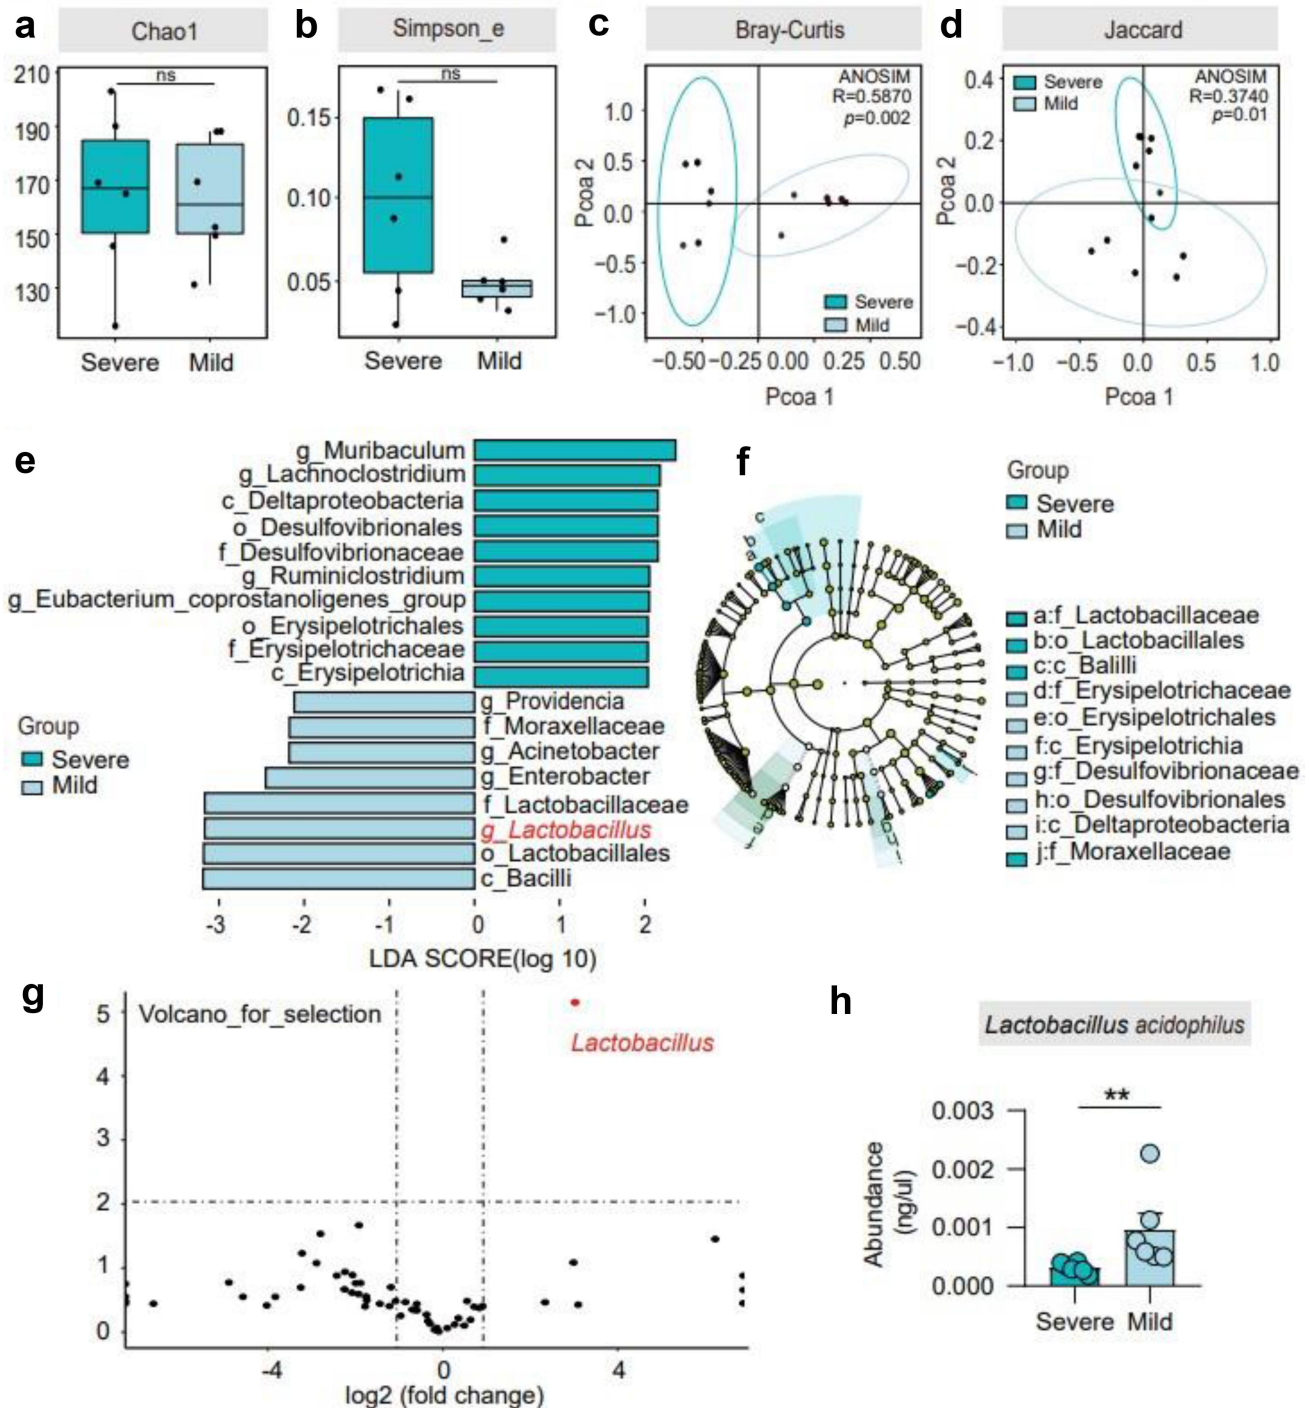 a
Chao1
ns
210
190
170
150
130
Severe Mild
b
Simpson_e
ns
0.15
0.10
0.05
Severe Mild
c
Bray-Curtis
ANOSIM
R=0.5870
p=0.002
Pcoa 2
1.0
0.5
0.0
−0.5
−1.0
Severe
Mild
−0.50 −0.25 0.00 0.25 0.50
Pcoa 1
d
Jaccard
Severe
Mild
ANOSIM
R=0.3740
p=0.01
Pcoa 2
0.4
0.2
0.0
−0.2
−0.4
−1.0 −0.5 0.0 0.5 1.0
Pcoa 1
e
g_Muribaculum
g_Lachnoclostridium
c_Deltaproteobacteria
o_Desulfovibrionales
f_Desulfovibrionaceae
g_Ruminiclostridium
g_Eubacterium_coprostanoligenes_group
o_Erysipelotrichales
f_Erysipelotrichaceae
c_Erysipelotrichia
g_Providencia
f_Moraxellaceae
g_Acinetobacter
g_Enterobacter
f_Lactobacillaceae
g_Lactobacillus
o_Lactobacillales
c_Bacilli
Group
Severe
Mild
-3 -2 -1 0 1 2
LDA SCORE(log 10)
f
c
b
a
Group
Severe
Mild
a:f_Lactobacillaceae
b:o_Lactobacillales
c:c_Balilli
d:f_Erysipelotrichaceae
e:o_Erysipelotrichales
f:c_Erysipelotrichia
g:f_Desulfovibrionaceae
h:o_Desulfovibrionales
i:c_Deltaproteobacteria
j:f_Moraxellaceae
g
Volcano_for_selection
Lactobacillus
5
4
3
2
1
0
-4 0 4
log2 (fold change)
h
Lactobacillus acidophilus
**
Abundance
(ng/ul)
0.003
0.002
0.001
0.000
Severe Mild